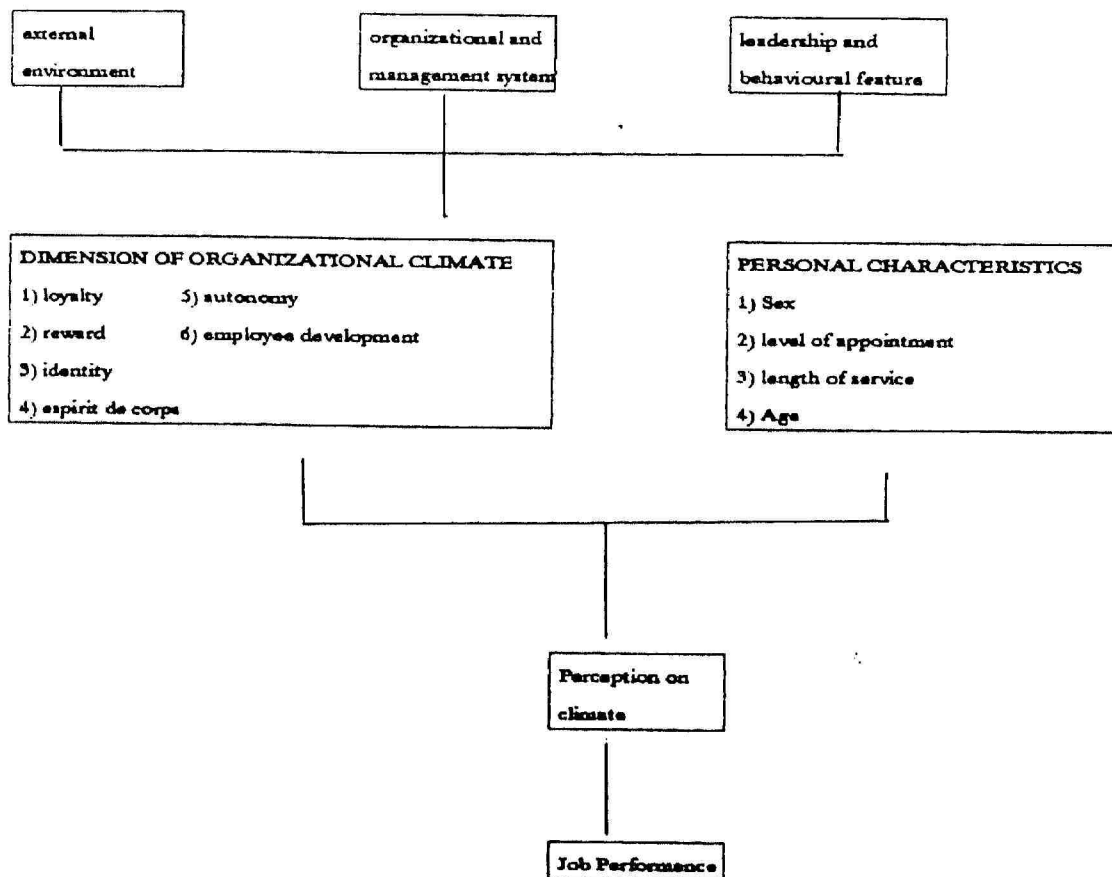 external
environment
organizational and
management system
leadership and
behavioural feature
DIMENSION OF ORGANIZATIONAL CLIMATE
1) loyalty 5) autonomy
2) reward 6) employee development
3) identity
4) espirit de corps
PERSONAL CHARACTERISTICS
1) Sex
2) level of appointment
3) length of service
4) Age
Perception on
climate
Job Performance